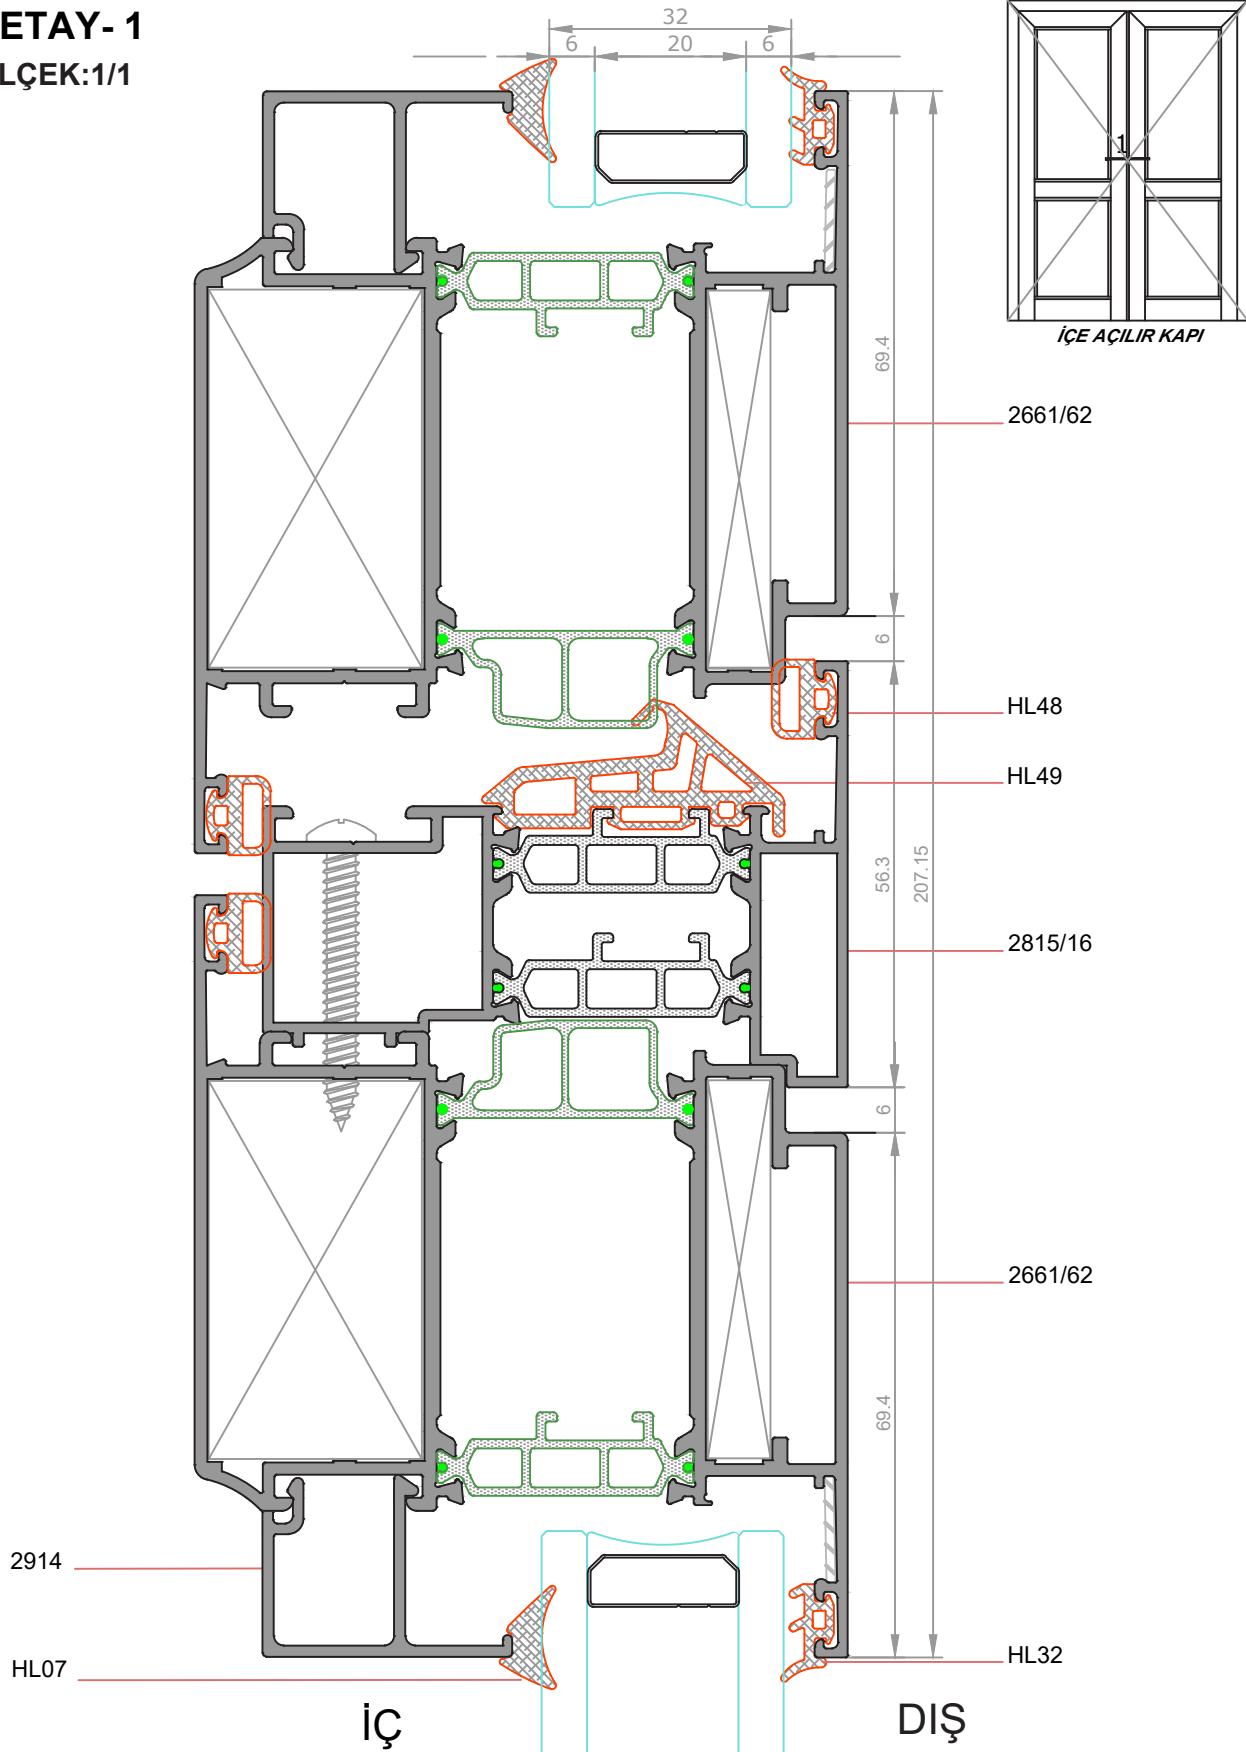 ETAY- 1
LÇEK:1/1
32
6
20
6
1
İÇE AÇILIR KAPI
69.4
2661/62
6
HL48
HL49
56.3
207.15
2815/16
6
2661/62
69.4
2914
HL07
HL32
İÇ
DIŞ